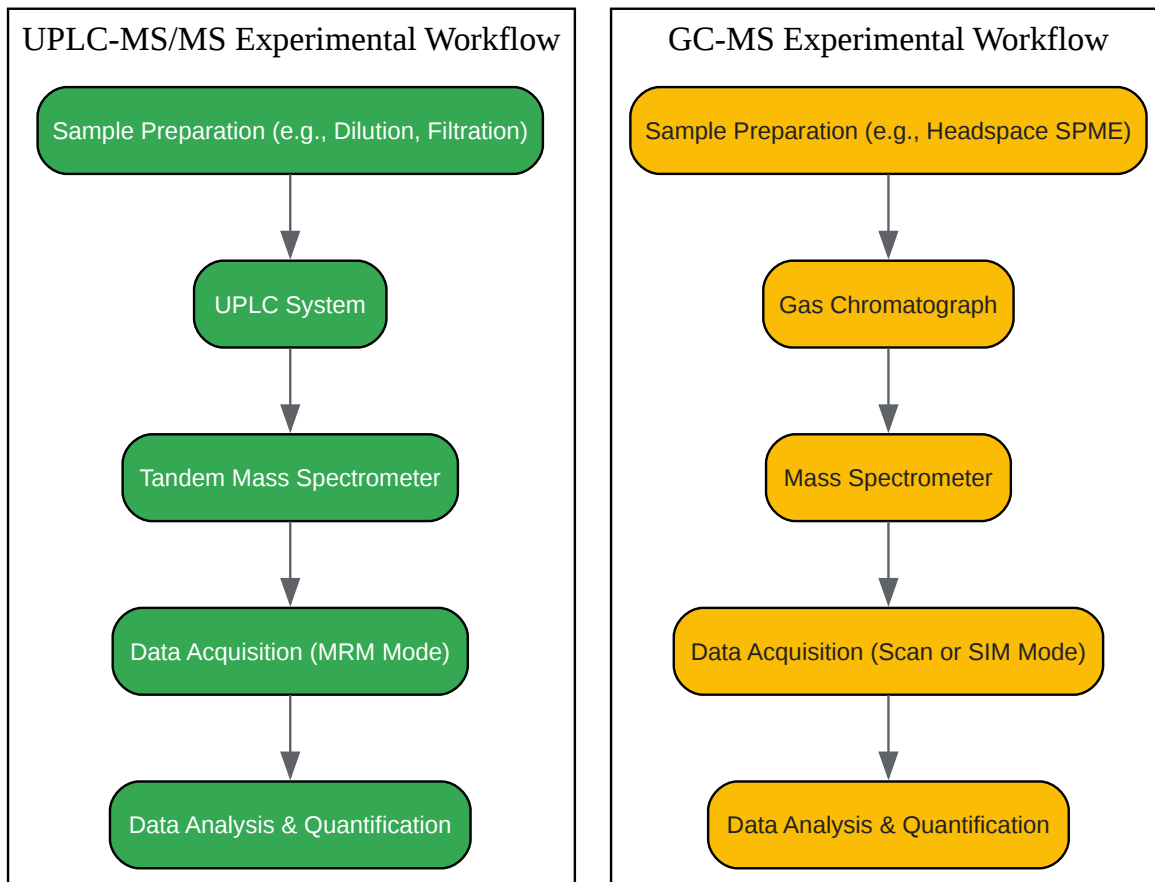 UPLC-MS/MS Experimental Workflow
Sample Preparation (e.g., Dilution, Filtration)
UPLC System
Tandem Mass Spectrometer
Data Acquisition (MRM Mode)
Data Analysis & Quantification
GC-MS Experimental Workflow
Sample Preparation (e.g., Headspace SPME)
Gas Chromatograph
Mass Spectrometer
Data Acquisition (Scan or SIM Mode)
Data Analysis & Quantification